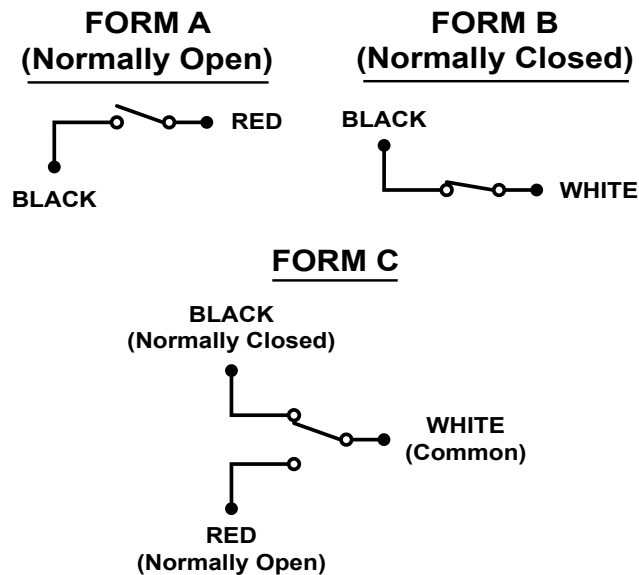 FORM A
(Normally Open)
RED
BLACK
FORM B
(Normally Closed)
BLACK
WHITE
FORM C
BLACK
(Normally Closed)
WHITE
(Common)
RED
(Normally Open)